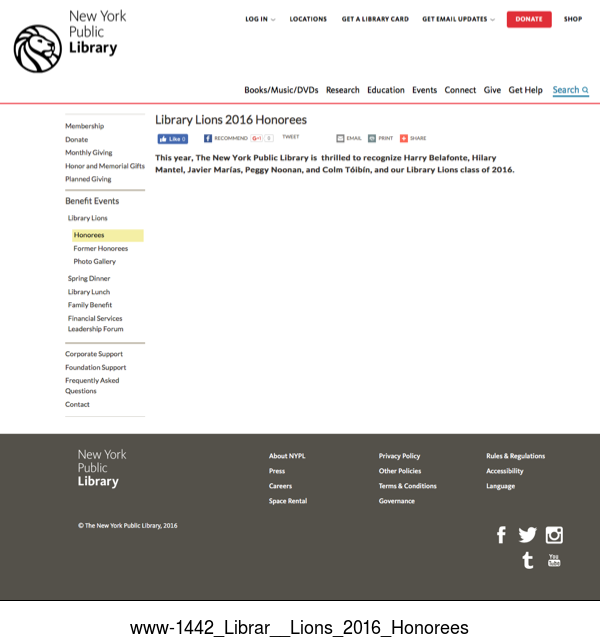 New York
Public
Library
LOG IN LOCATIONS GET A LIBRARY CARD GET EMAIL UPDATES DONATE SHOP
Books/Music/DVDs Research Education Events Connect Give Get Help Search
Membership
Donate
Monthly Giving
Honor and Memorial Gifts
Planned Giving
Benefit Events
Library Lions
Honorees
Former Honorees
Photo Gallery
Spring Dinner
Library Lunch
Family Benefit
Financial Services
Leadership Forum
Corporate Support
Foundation Support
Frequently Asked
Questions
Contact
Library Lions 2016 Honorees
Like 0 RECOMMEND G+1 0 TWEET EMAIL PRINT SHARE
This year, The New York Public Library is thrilled to recognize Harry Belafonte, Hilary
Mantel, Javier Marías, Peggy Noonan, and Colm Tóibín, and our Library Lions class of 2016.
New York
Public
Library
© The New York Public Library, 2016
About NYPL
Press
Careers
Space Rental
Privacy Policy
Other Policies
Terms & Conditions
Governance
Rules & Regulations
Accessibility
Language
You
Tube
www-1442_Librar__Lions_2016_Honorees